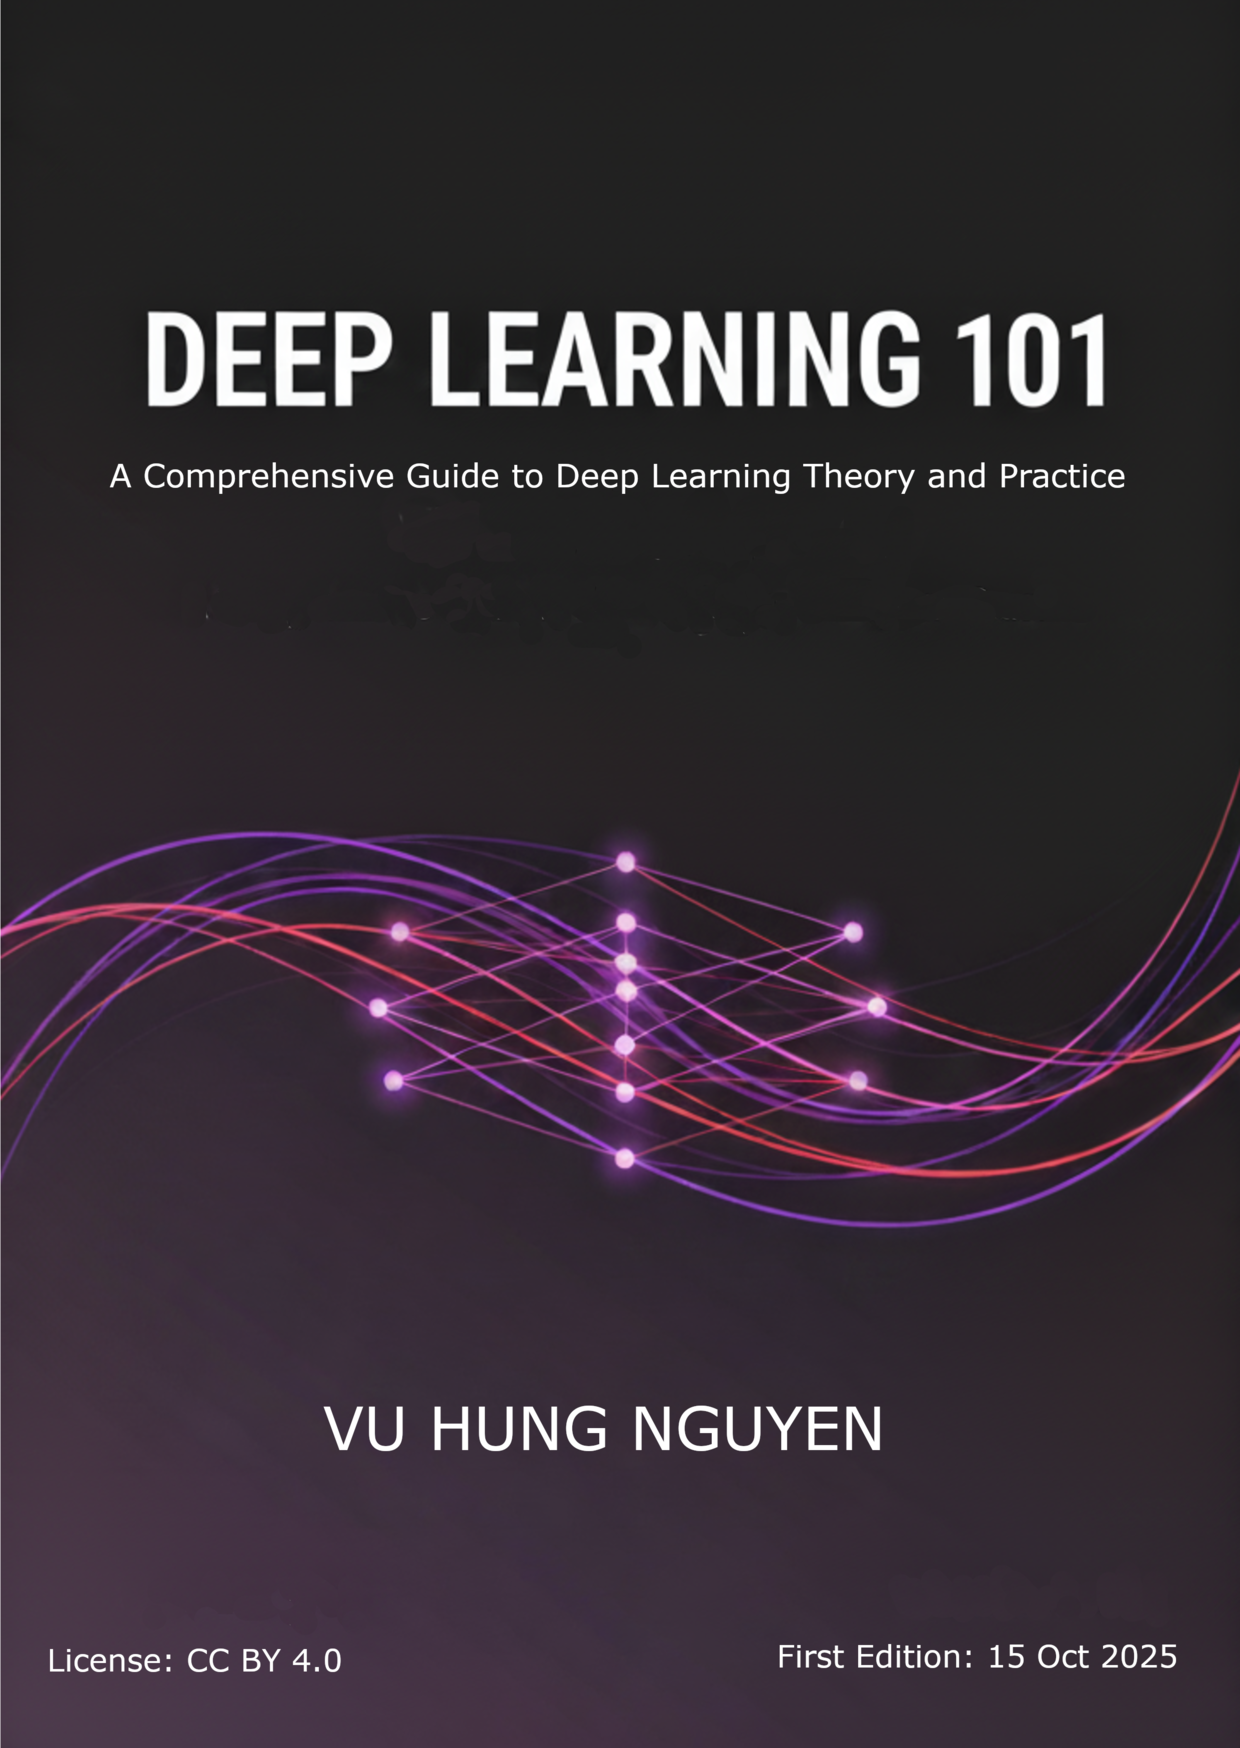 DEEP LEARNING 101
A Comprehensive Guide to Deep Learning Theory and Practice
VU HUNG NGUYEN
License: CC BY 4.0
First Edition: 15 Oct 2025